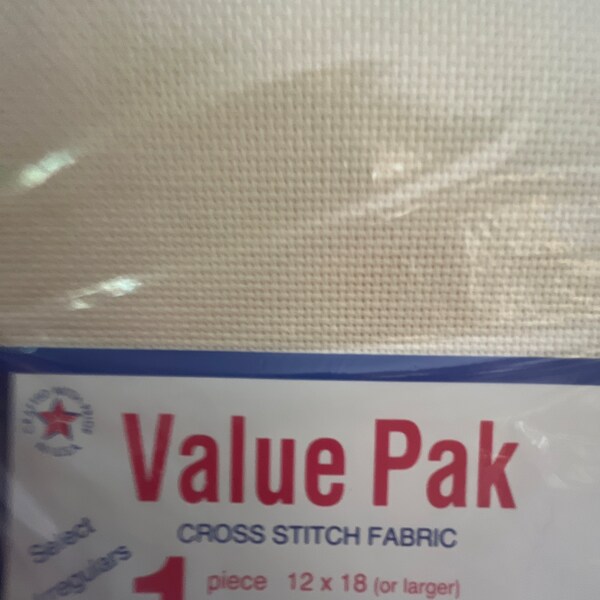 Value Pak
CROSS STITCH FABRIC
Select
Irregulars
1 piece 12 x 18 (or larger)